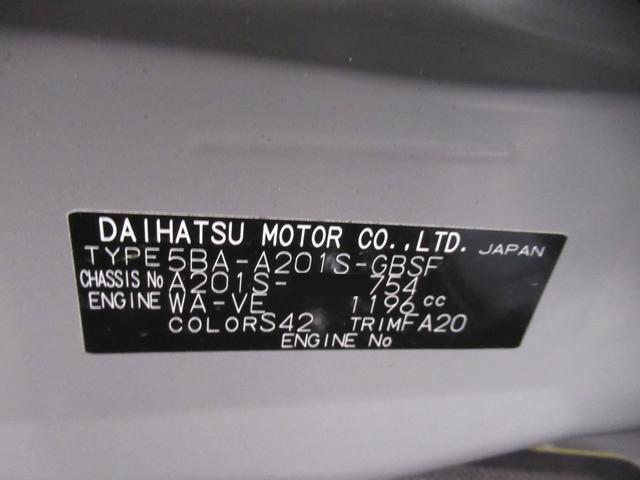 DAIHATSU MOTOR CO.,LTD. JAPAN
TYPE 5BA-A201S-GBSF
CHASSIS No A201S- 754
ENGINE WA-VE 1196 cc
COLOR S42 TRIM FA20
ENGINE No